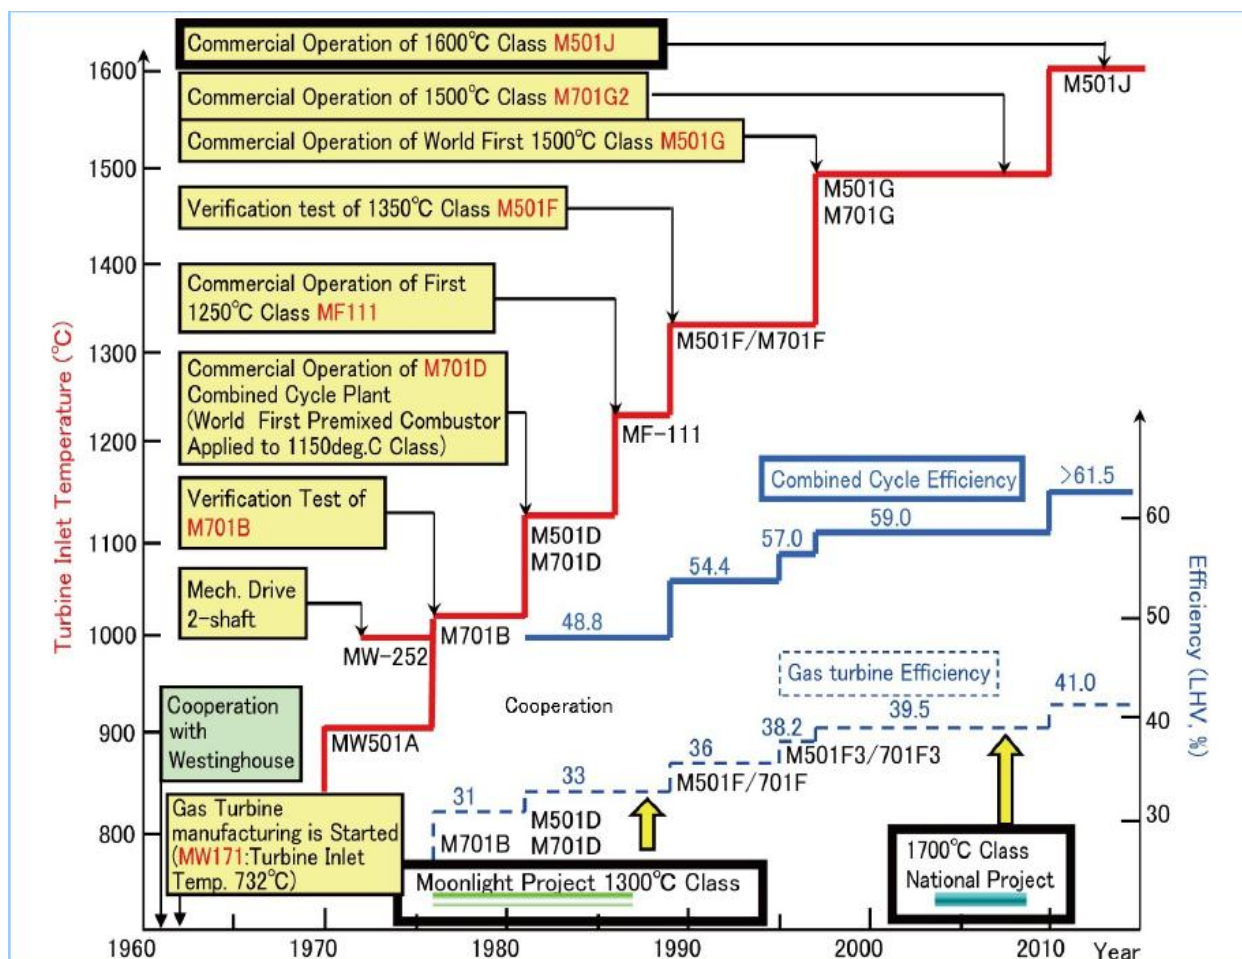 Commercial Operation of 1600℃ Class M501J
Commercial Operation of 1500℃ Class M701G2
Commercial Operation of World First 1500℃ Class M501G
Verification test of 1350℃ Class M501F
Commercial Operation of First
1250℃ Class MF111
Commercial Operation of M701D
Combined Cycle Plant
(World First Premixed Combustor
Applied to 1150deg.C Class)
Verification Test of
M701B
Mech. Drive
2-shaft
Cooperation
with
Westinghouse
Gas Turbine
manufacturing is Started
(MW171:Turbine Inlet
Temp. 732℃)
Turbine Inlet Temperature (℃)
1600
1500
1400
1300
1200
1100
1000
900
800
M501J
M501G
M701G
M501F/M701F
MF-111
M501D
M701D
M701B
MW-252
MW501A
Combined Cycle Efficiency
>61.5
59.0
57.0
54.4
48.8
Cooperation
Gas turbine Efficiency
41.0
39.5
38.2
36
33
31
M501F3/701F3
M501F/701F
M501D
M701D
M701B
Efficiency (LHV, %)
60
50
40
30
Moonlight Project 1300℃ Class
1700℃ Class
National Project
1960
1970
1980
1990
2000
2010
Year